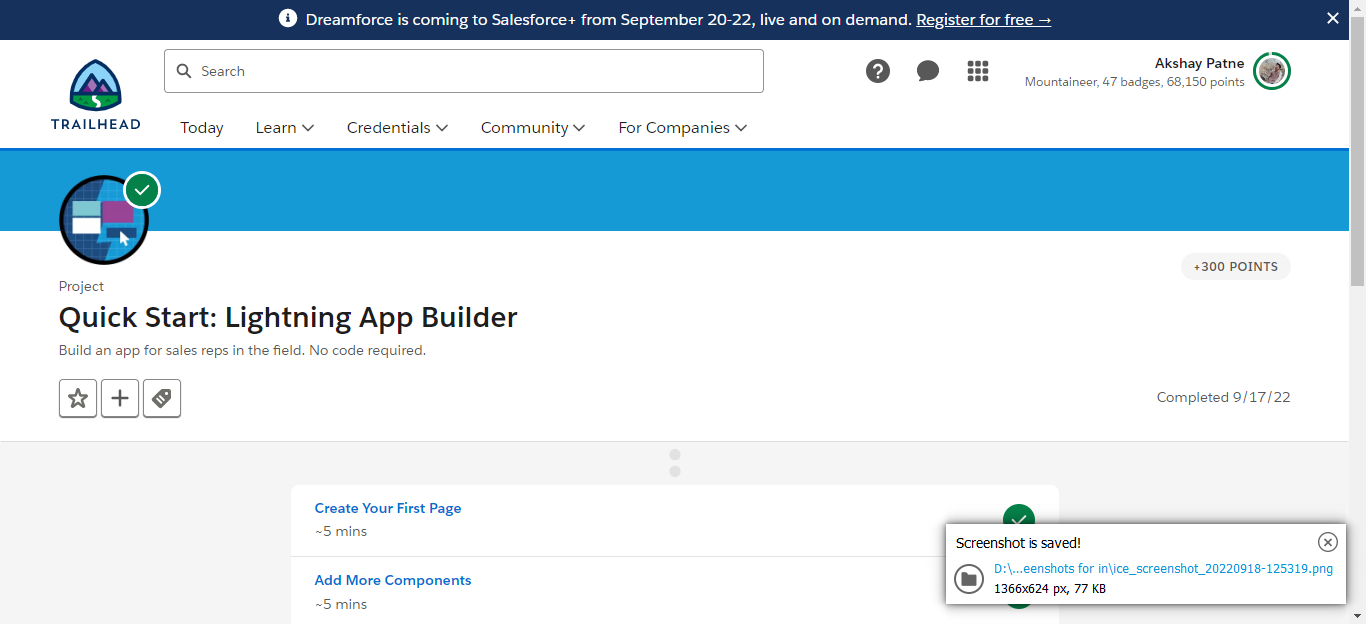 Dreamforce is coming to Salesforce+ from September 20-22, live and on demand. Register for free →
Search
Akshay Patne
Mountaineer, 47 badges, 68,150 points
TRAILHEAD
Today Learn Credentials Community For Companies
+300 POINTS
Project
Quick Start: Lightning App Builder
Build an app for sales reps in the field. No code required.
Completed 9/17/22
Create Your First Page
~5 mins
Add More Components
~5 mins
Screenshot is saved!
D:\...eenshots for in\ice_screenshot_20220918-125319.png
1366x624 px, 77 KB